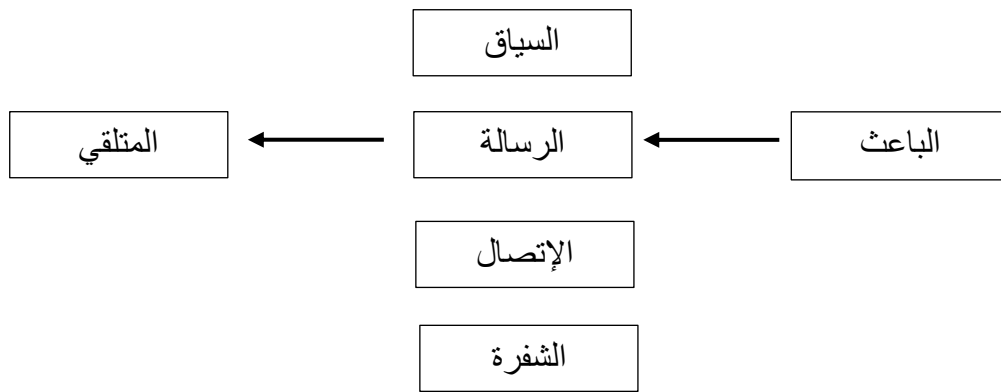 السياق
الباعث
الرسالة
المتلقي
الإتصال
الشفرة